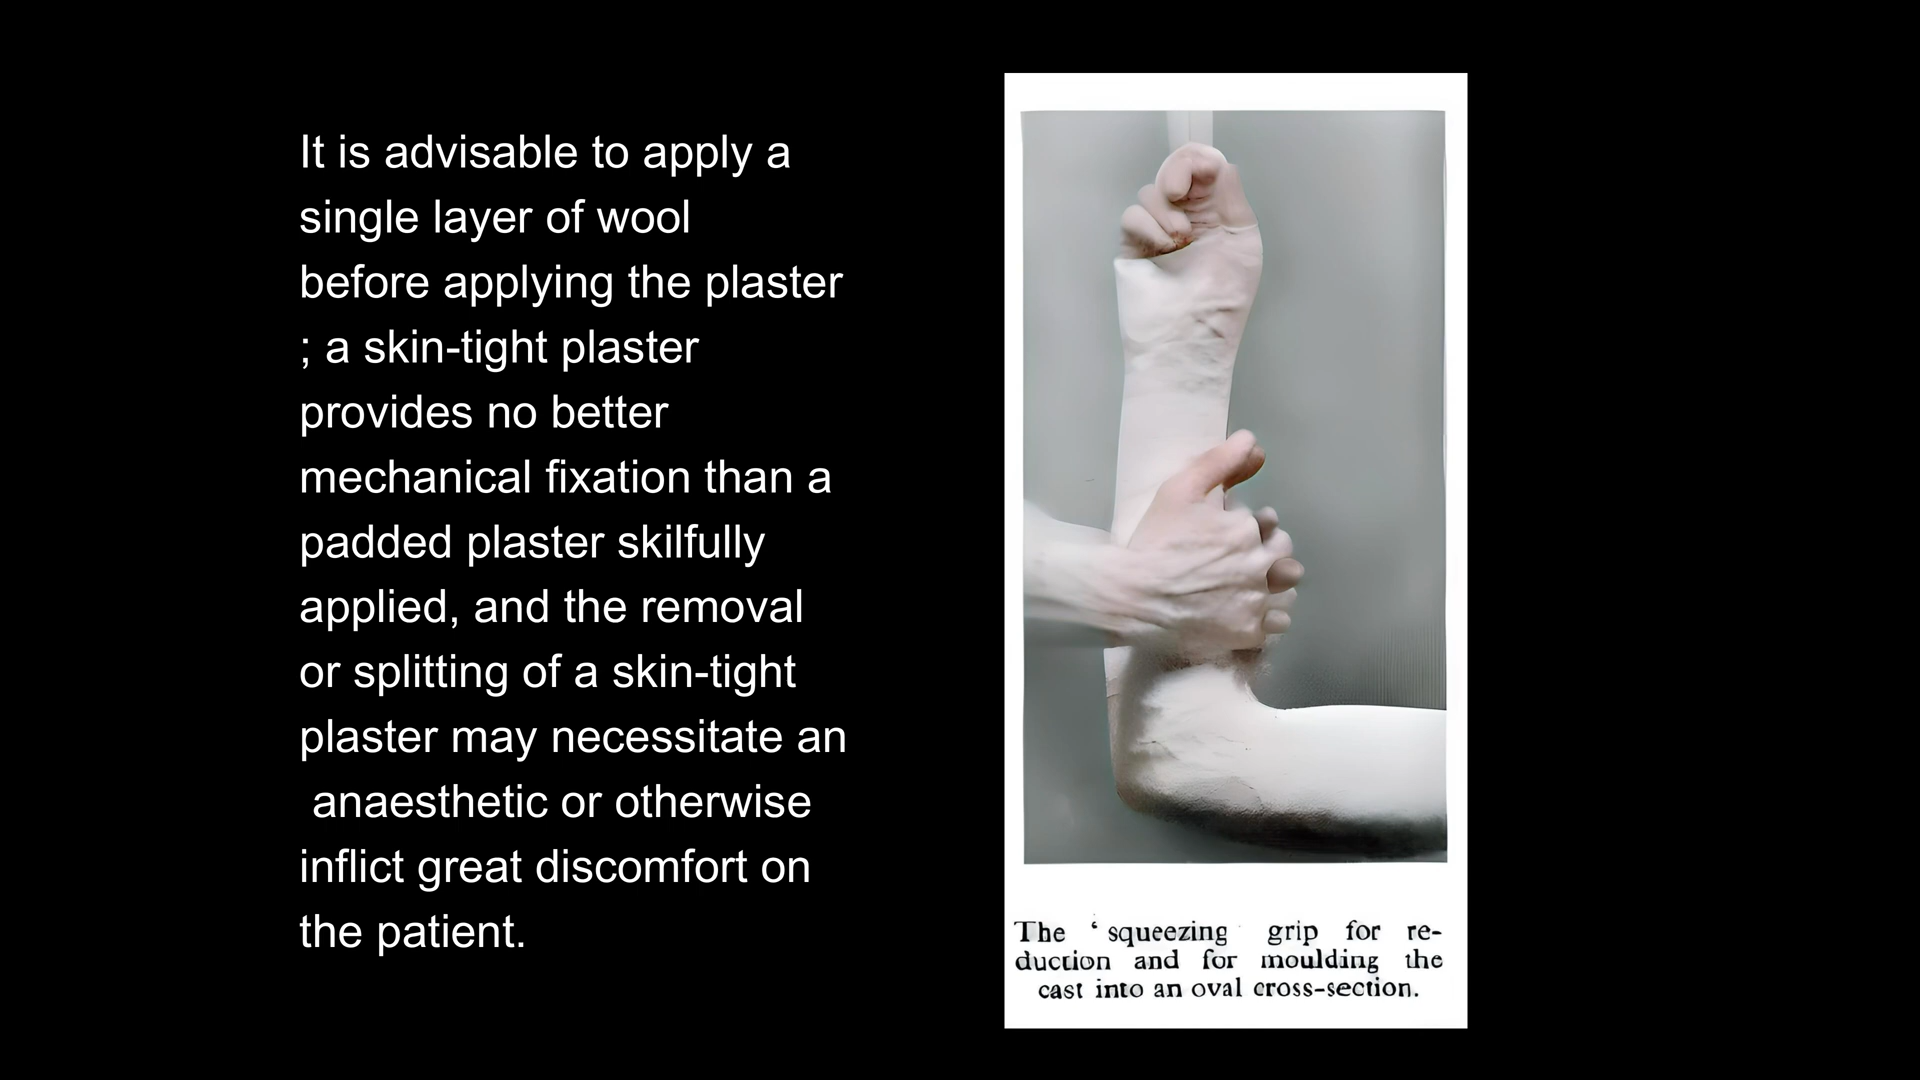 It is advisable to apply a
single layer of wool
before applying the plaster
; a skin-tight plaster
provides no better
mechanical fixation than a
padded plaster skilfully
applied, and the removal
or splitting of a skin-tight
plaster may necessitate an
anaesthetic or otherwise
inflict great discomfort on
the patient.
The ‘squeezing grip for re-
duction and for moulding the
cast into an oval cross-section.